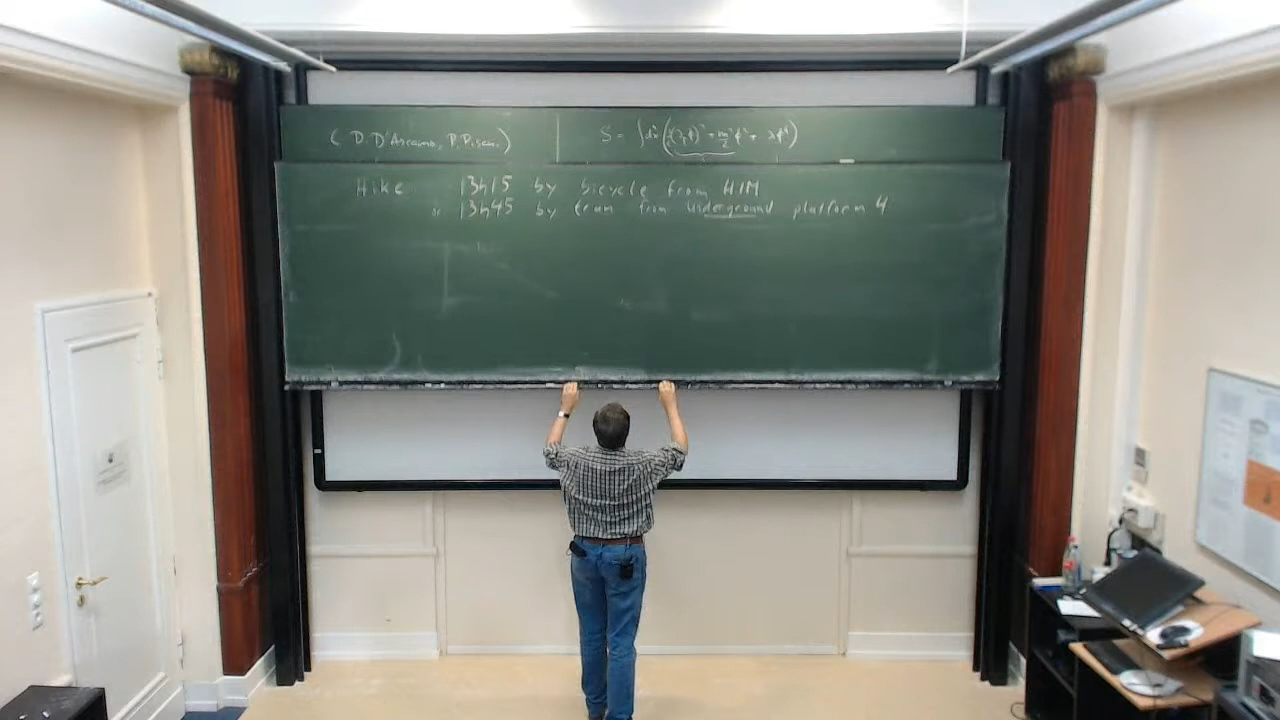 ( D. D'Ascanio, P. Pisani )
S = ∫ dx (½(∂φ)² + m²/2 φ² + λφ⁴)
Hike 13h15 by bicycle from HIM
or 13h45 by tram from underground platform 4